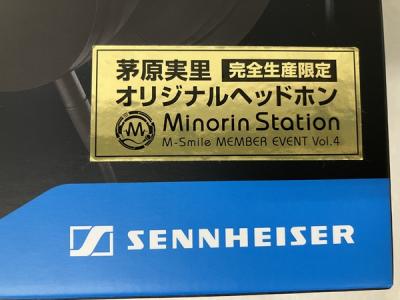 茅原実里 完全生産限定
オリジナルヘッドホン
M Minorin Station
M-Smile MEMBER EVENT Vol.4
SENNHEISER